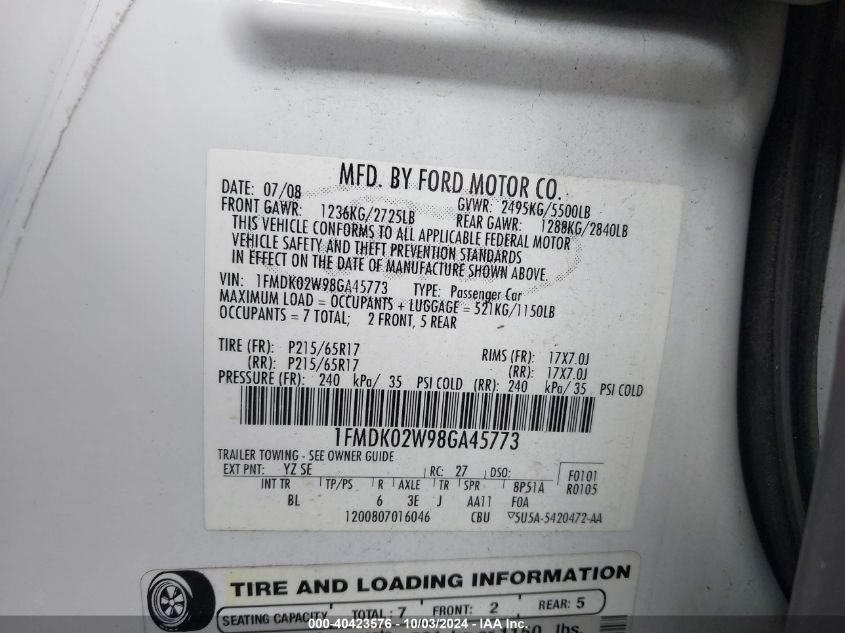 MFD. BY FORD MOTOR CO.
DATE: 07/08 GVWR: 2495KG/5500LB
FRONT GAWR: 1236KG/2725LB REAR GAWR: 1288KG/2840LB
THIS VEHICLE CONFORMS TO ALL APPLICABLE FEDERAL MOTOR
VEHICLE SAFETY AND THEFT PREVENTION STANDARDS
IN EFFECT ON THE DATE OF MANUFACTURE SHOWN ABOVE.
VIN: 1FMDK02W98GA45773 TYPE: Passenger Car
MAXIMUM LOAD = OCCUPANTS + LUGGAGE = 521KG/1150LB
OCCUPANTS = 7 TOTAL; 2 FRONT, 5 REAR
TIRE (FR): P215/65R17 RIMS (FR): 17X7.0J
(RR): P215/65R17 (RR): 17X7.0J
PRESSURE (FR): 240 kPa/ 35 PSI COLD (RR): 240 kPa/ 35 PSI COLD
1FMDK02W98GA45773
TRAILER TOWING - SEE OWNER GUIDE
EXT PNT: YZ SE RC: 27 DSO: F0101
INT TR TP/PS R AXLE TR SPR 8P51A R0105
BL 6 3E J AA11 F0A
1200807016046 CBU 5U5A-5420472-AA
TIRE AND LOADING INFORMATION
SEATING CAPACITY TOTAL: 7 FRONT: 2 REAR: 5
1150 lbs.
000-40423576 - 10/03/2024 - IAA Inc.